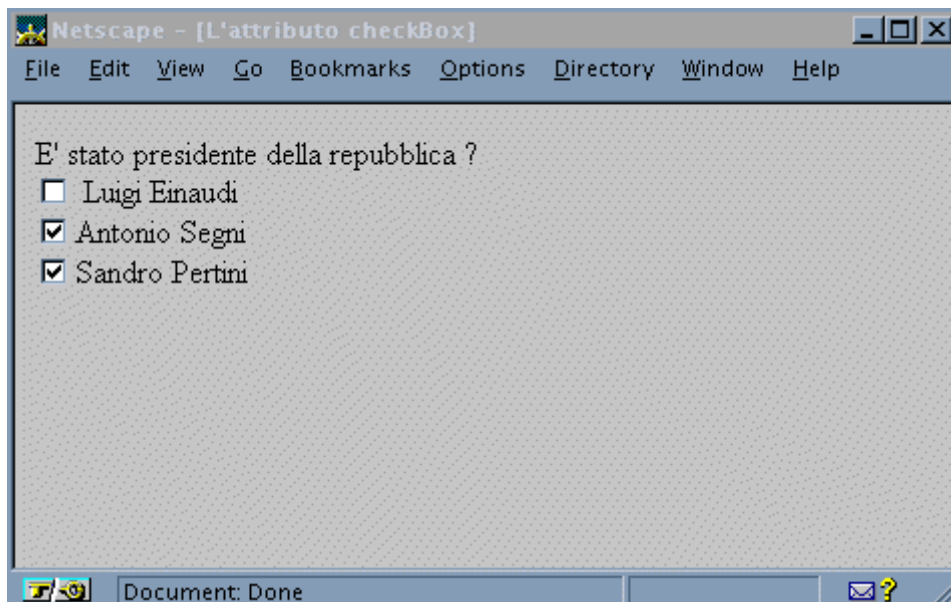 Netscape - [L'attributo checkBox]
File Edit View Go Bookmarks Options Directory Window Help
E' stato presidente della repubblica ?
Luigi Einaudi
Antonio Segni
Sandro Pertini
Document: Done